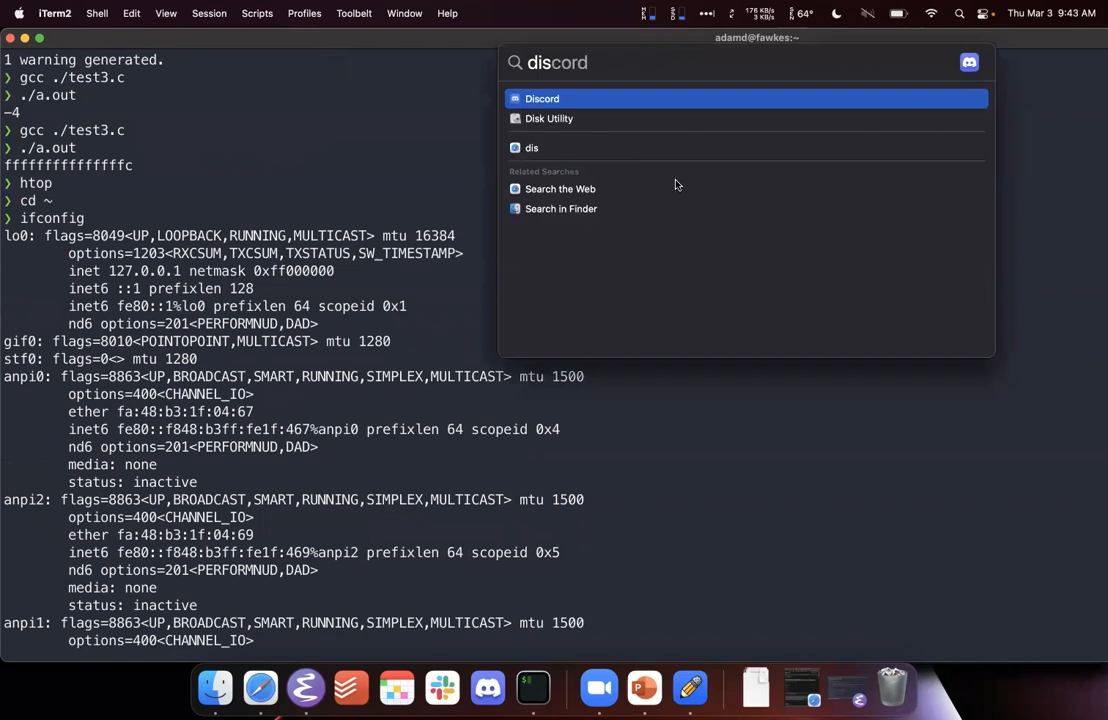 iTerm2 Shell Edit View Session Scripts Profiles Toolbelt Window Help 176 KB/s 3 KB/s 64° Thu Mar 3 9:43 AM
adamd@fawkes:~
1 warning generated.
❯ gcc ./test3.c
❯ ./a.out
-4
❯ gcc ./test3.c
❯ ./a.out
fffffffffffffffc
❯ htop
❯ cd ~
❯ ifconfig
lo0: flags=8049<UP,LOOPBACK,RUNNING,MULTICAST> mtu 16384
options=1203<RXCSUM,TXCSUM,TXSTATUS,SW_TIMESTAMP>
inet 127.0.0.1 netmask 0xff000000
inet6 ::1 prefixlen 128
inet6 fe80::1%lo0 prefixlen 64 scopeid 0x1
nd6 options=201<PERFORMNUD,DAD>
gif0: flags=8010<POINTOPOINT,MULTICAST> mtu 1280
stf0: flags=0<> mtu 1280
anpi0: flags=8863<UP,BROADCAST,SMART,RUNNING,SIMPLEX,MULTICAST> mtu 1500
options=400<CHANNEL_IO>
ether fa:48:b3:1f:04:67
inet6 fe80::f848:b3ff:fe1f:467%anpi0 prefixlen 64 scopeid 0x4
nd6 options=201<PERFORMNUD,DAD>
media: none
status: inactive
anpi2: flags=8863<UP,BROADCAST,SMART,RUNNING,SIMPLEX,MULTICAST> mtu 1500
options=400<CHANNEL_IO>
ether fa:48:b3:1f:04:69
inet6 fe80::f848:b3ff:fe1f:469%anpi2 prefixlen 64 scopeid 0x5
nd6 options=201<PERFORMNUD,DAD>
media: none
status: inactive
anpi1: flags=8863<UP,BROADCAST,SMART,RUNNING,SIMPLEX,MULTICAST> mtu 1500
options=400<CHANNEL_IO>
discord
Discord
Disk Utility
dis
Related Searches
Search the Web
Search in Finder